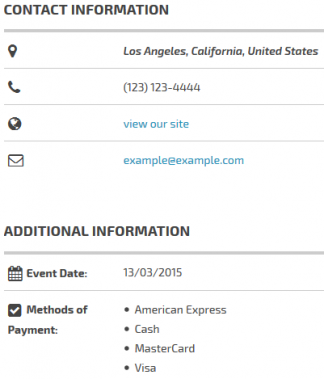 CONTACT INFORMATION
Los Angeles, California, United States
(123) 123-4444
view our site
example@example.com
ADDITIONAL INFORMATION
Event Date: 13/03/2015
Methods of Payment:
• American Express
• Cash
• MasterCard
• Visa